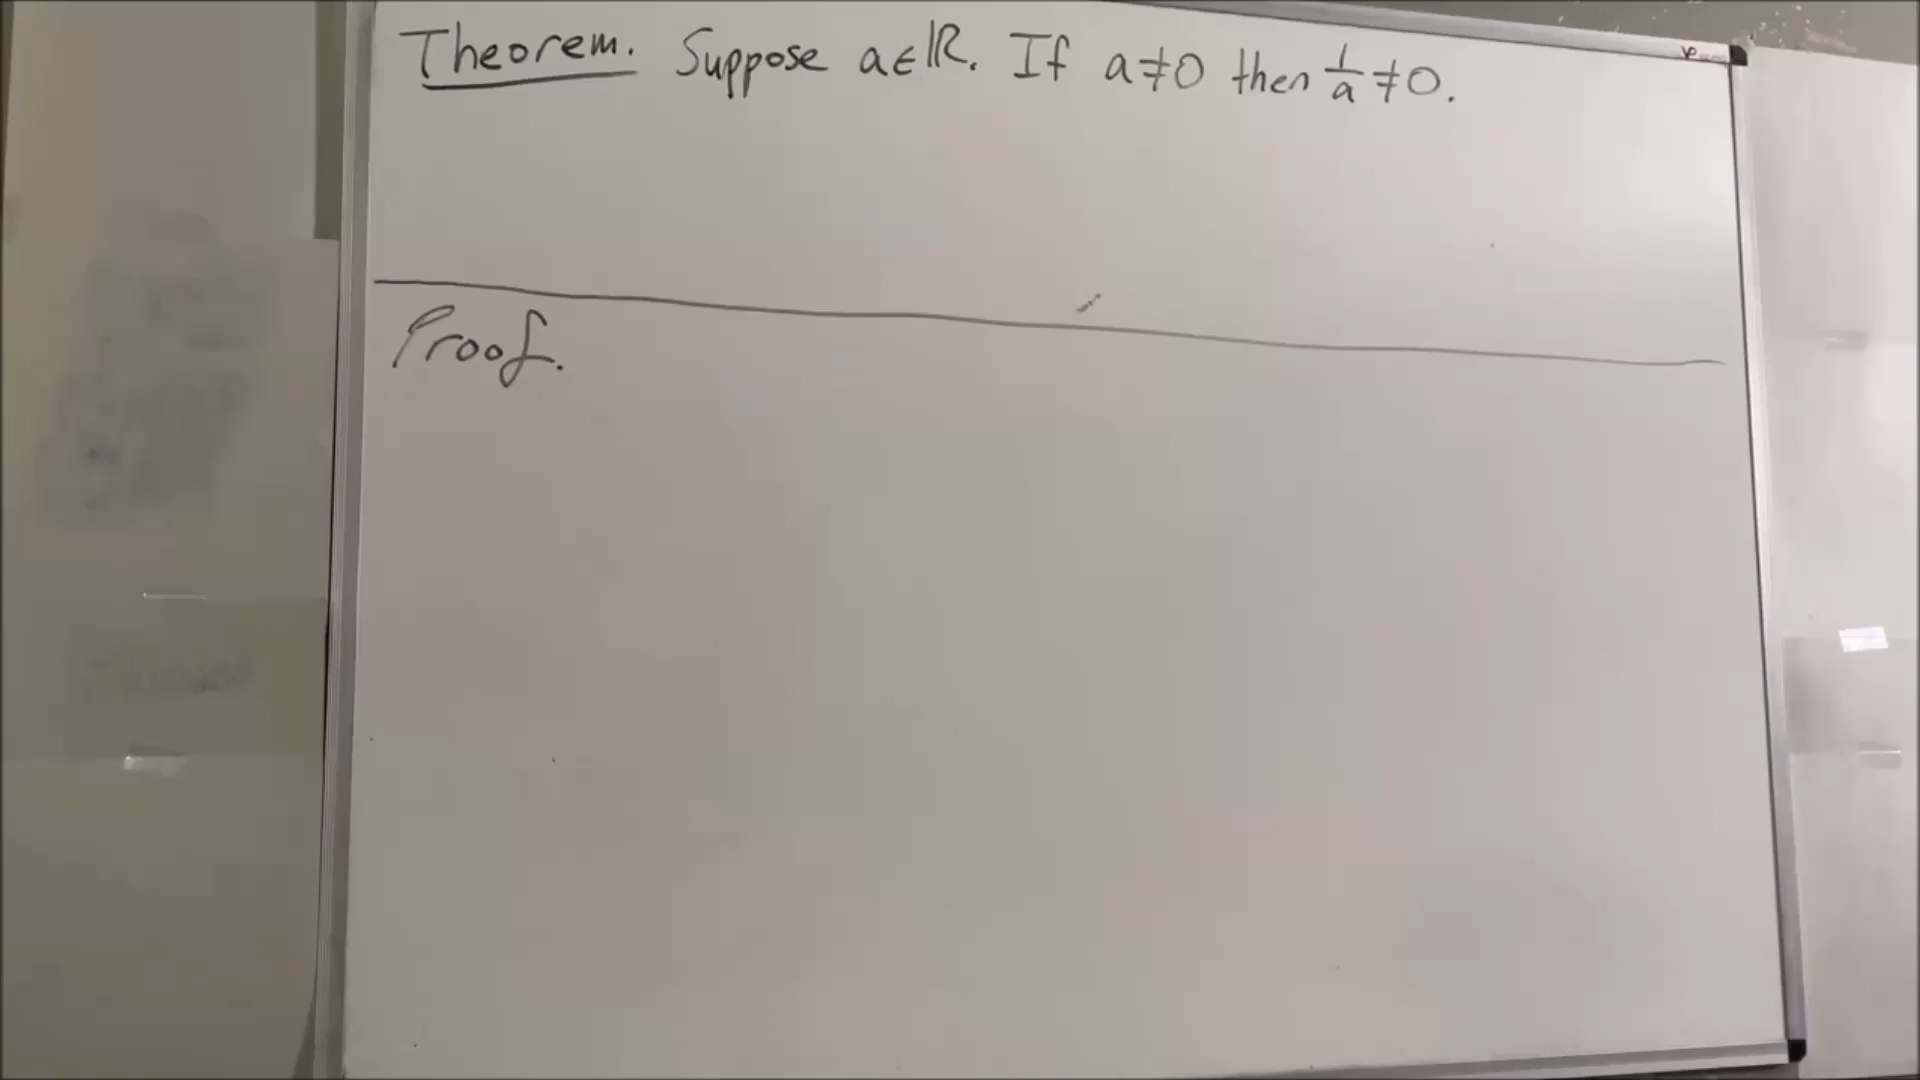 Theorem. Suppose a∈ℝ. If a≠0 then 1/a ≠0.
Proof.